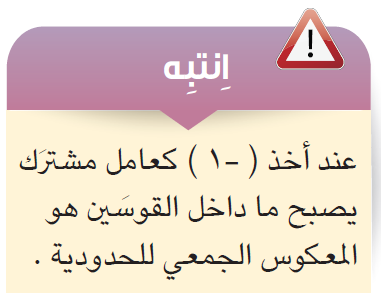 اِنتبِه
عند أخذ ( -١ ) كعامل مشترَك
يصبح ما داخل القوسَين هو
المعكوس الجمعي للحدودية .